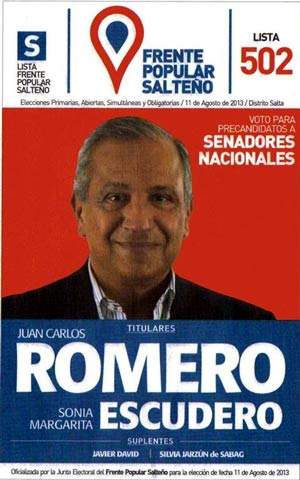 S
LISTA
FRENTE
POPULAR
SALTEÑO
FRENTE
POPULAR
SALTEÑO
LISTA
502
Elecciones Primarias, Abiertas, Simultáneas y Obligatorias / 11 de Agosto de 2013 / Distrito Salta
VOTO PARA
PRECANDIDATOS A
SENADORES
NACIONALES
TITULARES
JUAN CARLOS
ROMERO
SONIA
MARGARITA ESCUDERO
SUPLENTES
JAVIER DAVID SILVIA JARZÚN de SABAG
Oficializada por la Junta Electoral del Frente Popular Salteño para la elección de fecha 11 de Agosto de 2013